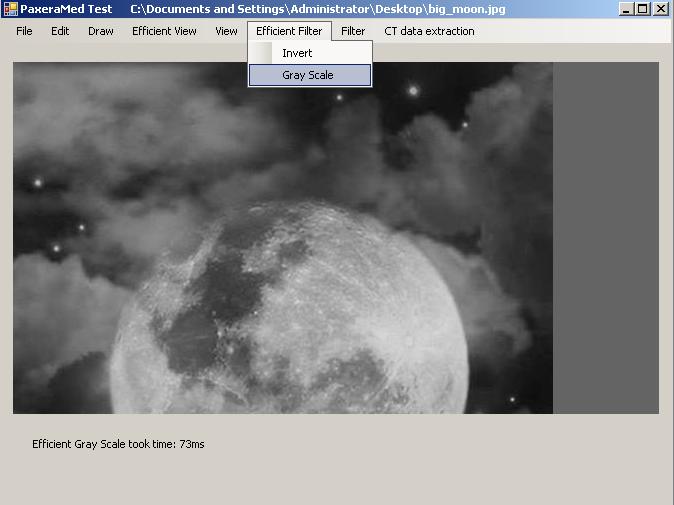 PaxeraMed Test C:\Documents and Settings\Administrator\Desktop\big_moon.jpg
File Edit Draw Efficient View View Efficient Filter Filter CT data extraction
Invert
Gray Scale
Efficient Gray Scale took time: 73ms